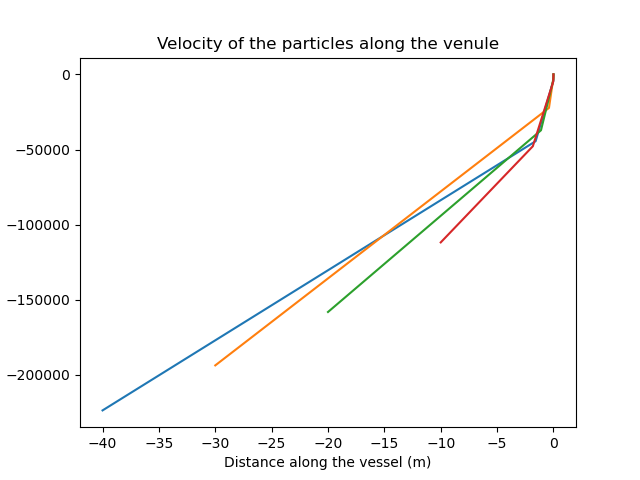 Velocity of the particles along the venule
0
−50000
−100000
−150000
−200000
−40 −35 −30 −25 −20 −15 −10 −5 0
Distance along the vessel (m)